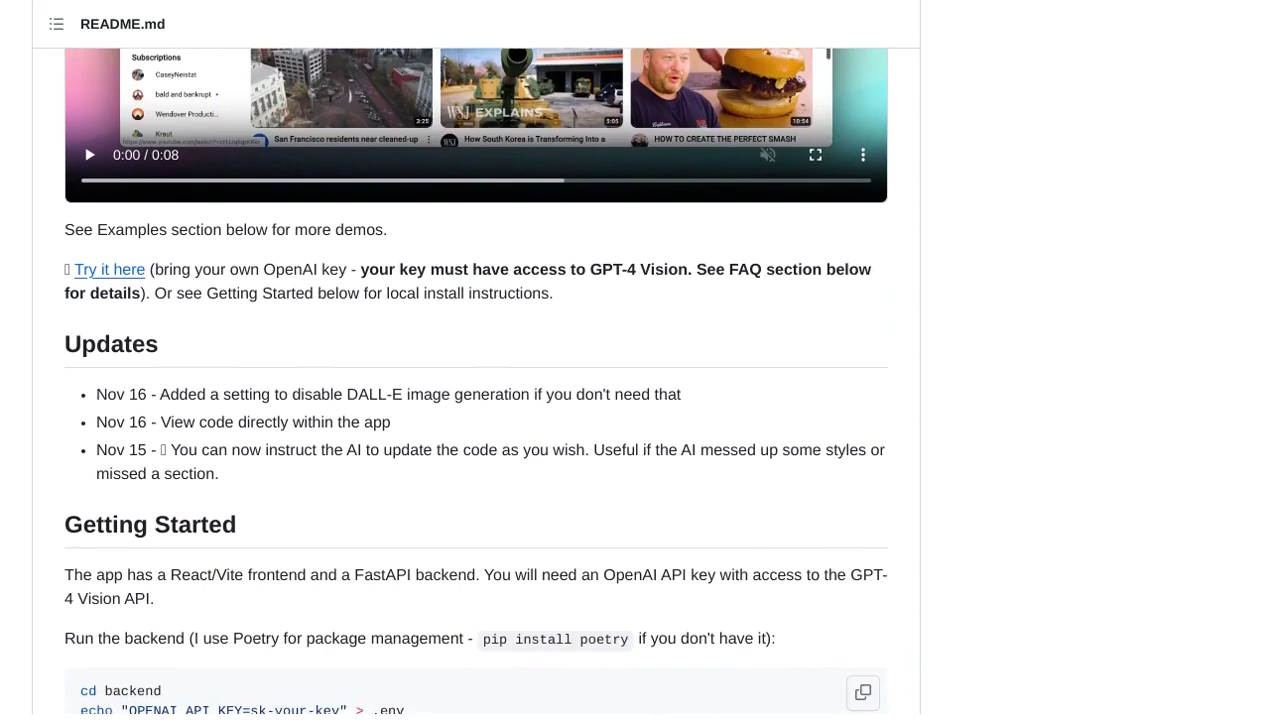 README.md
Subscriptions
CaseyNeistat
bald and bankrupt •
Wendover Producti...
Kraut
3:25
WSJ EXPLAINS
5:05
10:54
San Francisco residents near cleaned-up
WSJ
How South Korea is Transforming Into a
HOW TO CREATE THE PERFECT SMASH
0:00 / 0:08
See Examples section below for more demos.
Try it here (bring your own OpenAI key - your key must have access to GPT-4 Vision. See FAQ section below
for details). Or see Getting Started below for local install instructions.
Updates
• Nov 16 - Added a setting to disable DALL-E image generation if you don't need that
• Nov 16 - View code directly within the app
• Nov 15 - You can now instruct the AI to update the code as you wish. Useful if the AI messed up some styles or
missed a section.
Getting Started
The app has a React/Vite frontend and a FastAPI backend. You will need an OpenAI API key with access to the GPT-
4 Vision API.
Run the backend (I use Poetry for package management - pip install poetry if you don't have it):
cd backend
echo "OPENAI_API_KEY=sk-your-key" > .env